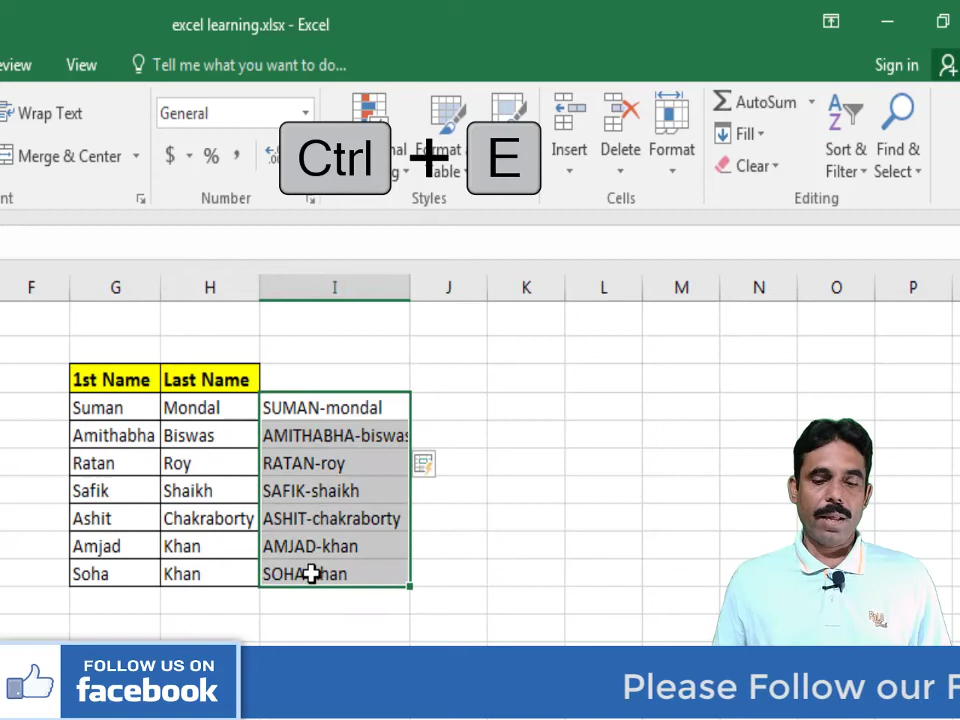 excel learning.xlsx - Excel
View
Tell me what you want to do...
Sign in
Wrap Text
General
AutoSum
Fill
Clear
Merge & Center
$ % ,
Ctrl + E
Format
Table
Insert
Delete
Format
Sort &
Filter
Find &
Select
Number
Styles
Cells
Editing
F G H I J K L M N O P
1st Name Last Name
Suman Mondal SUMAN-mondal
Amithabha Biswas AMITHABHA-biswas
Ratan Roy RATAN-roy
Safik Shaikh SAFIK-shaikh
Ashit Chakraborty ASHIT-chakraborty
Amjad Khan AMJAD-khan
Soha Khan
FOLLOW US ON
facebook
Please Follow our